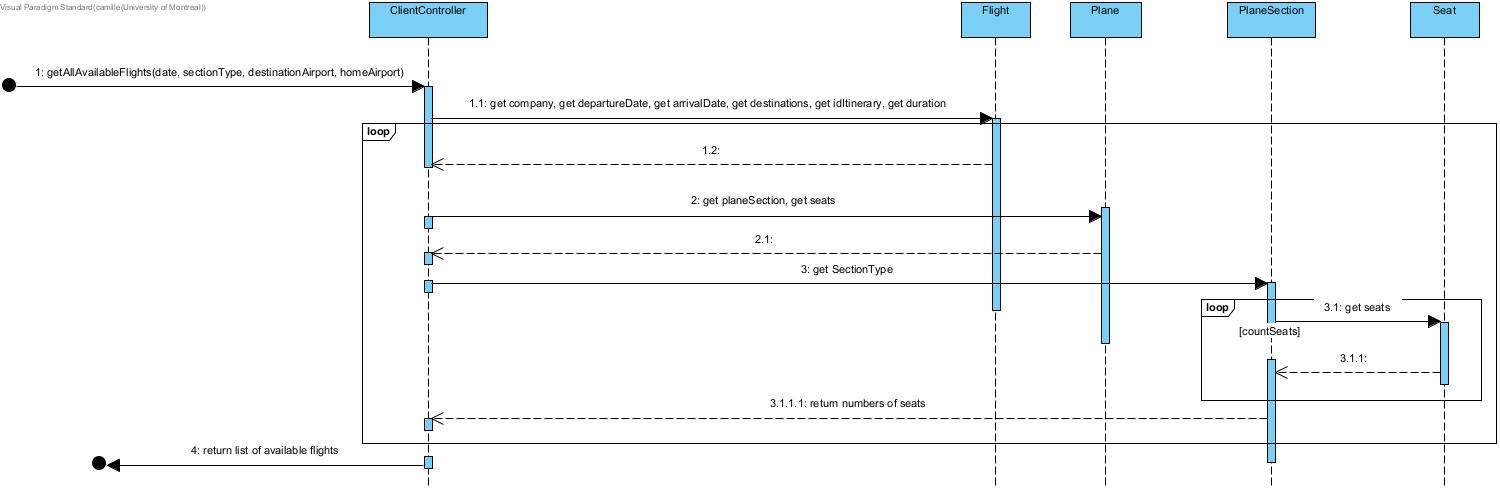 Visual Paradigm Standard(camille(University of Montreal))
ClientController
Flight
Plane
PlaneSection
Seat
1: getAllAvailableFlights(date, sectionType, destinationAirport, homeAirport)
1.1: get company, get departureDate, get arrivalDate, get destinations, get idItinerary, get duration
loop
1.2:
2: get planeSection, get seats
2.1:
3: get SectionType
loop
3.1: get seats
[countSeats]
3.1.1:
3.1.1.1: return numbers of seats
4: return list of available flights